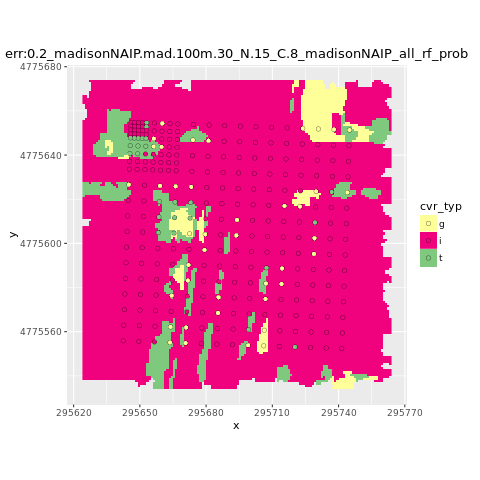 err:0.2_madisonNAIP.mad.100m.30_N.15_C.8_madisonNAIP_all_rf_prob
4775680
4775640
4775600
4775560
y
295620 295650 295680 295710 295740 295770
x
cvr_typ
g
i
t